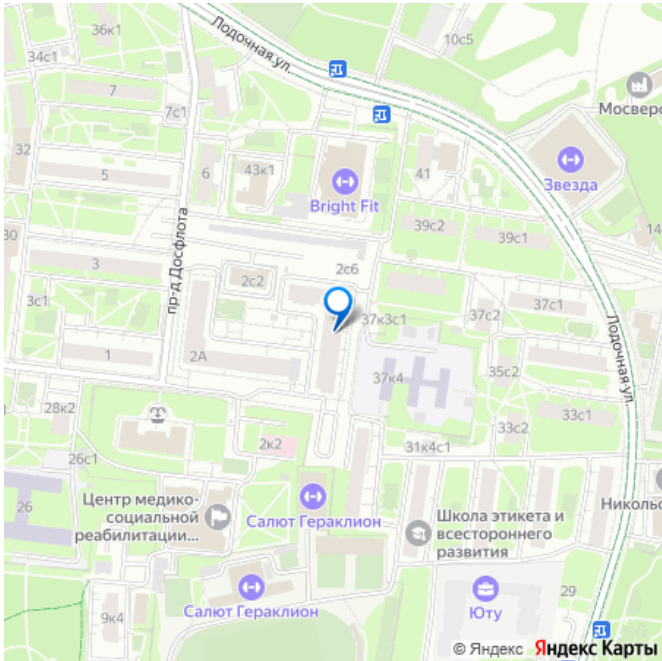 36к1
34с1
Лодочная ул.
10с5
7
7с1
Мосверс
32
5
6
43к1
Bright Fit
41
Звезда
39с2
39с1
14
30
3
пр-д Досфлота
2с6
2с2
3с1
37к3с1
37с2
37с1
Лодочная ул.
1
2А
37к4
35с2
28к2
33с1
33с2
2к2
31к4с1
26с1
26
Центр медико-
социальной
реабилитации...
Салют Гераклион
Школа этикета и
всестороннего
развития
Никольс
9к4
Салют Гераклион
Юту
29
© Яндекс Яндекс Карты